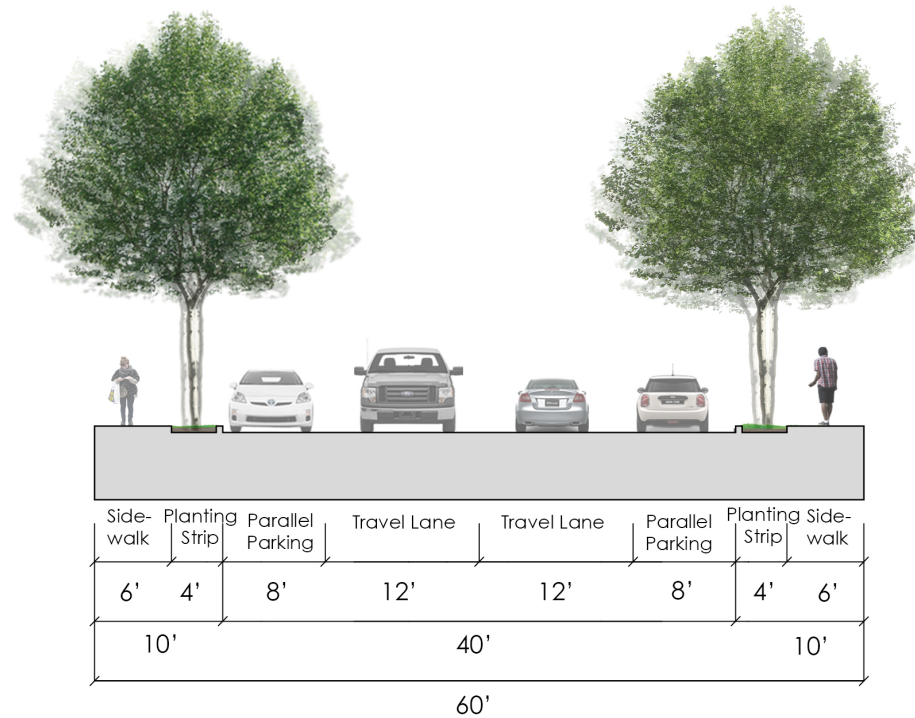 Side-
walk
Planting
Strip
Parallel
Parking
Travel Lane
Travel Lane
Parallel
Parking
Planting
Strip
Side-
walk
6’ 4’ 8’ 12’ 12’ 8’ 4’ 6’
10’ 40’ 10’
60’